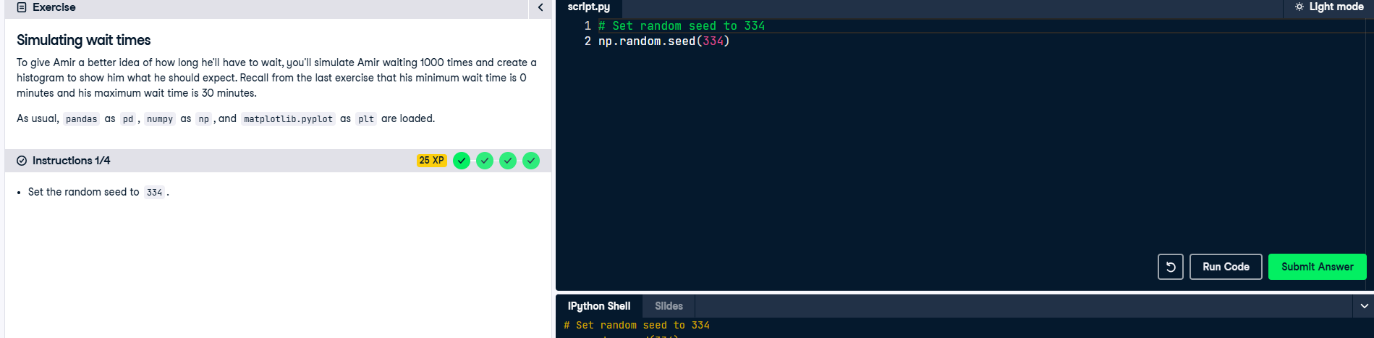 Exercise
Simulating wait times
To give Amir a better idea of how long he'll have to wait, you'll simulate Amir waiting 1000 times and create a
histogram to show him what he should expect. Recall from the last exercise that his minimum wait time is 0
minutes and his maximum wait time is 30 minutes.
As usual, pandas as pd, numpy as np, and matplotlib.pyplot as plt are loaded.
Instructions 1/4
25 XP
Set the random seed to 334.
script.py
Light mode
1 # Set random seed to 334
2 np.random.seed(334)
Run Code
Submit Answer
IPython Shell
Slides
# Set random seed to 334